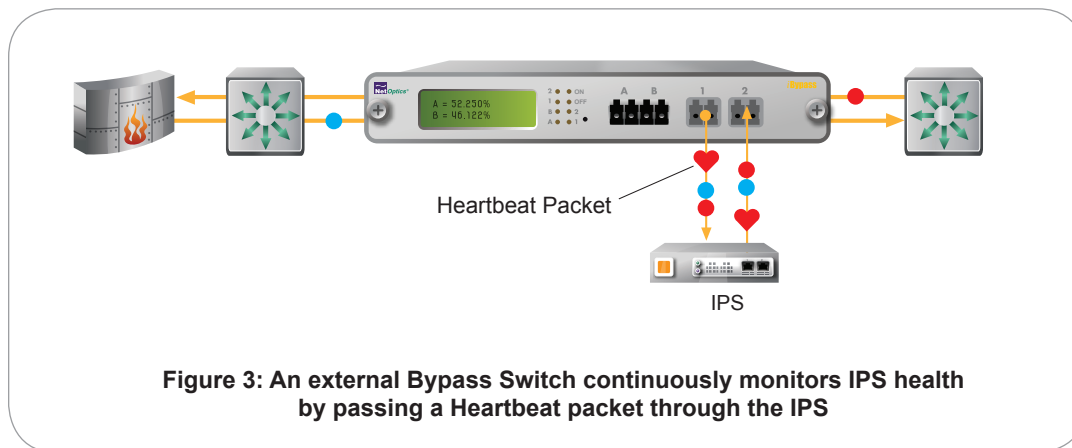 NetOptics®
A = 52.250%
B = 46.122%
2 ON
1 OFF
B 2
A 1
A B 1 2
Heartbeat Packet
IPS
Figure 3: An external Bypass Switch continuously monitors IPS health
by passing a Heartbeat packet through the IPS